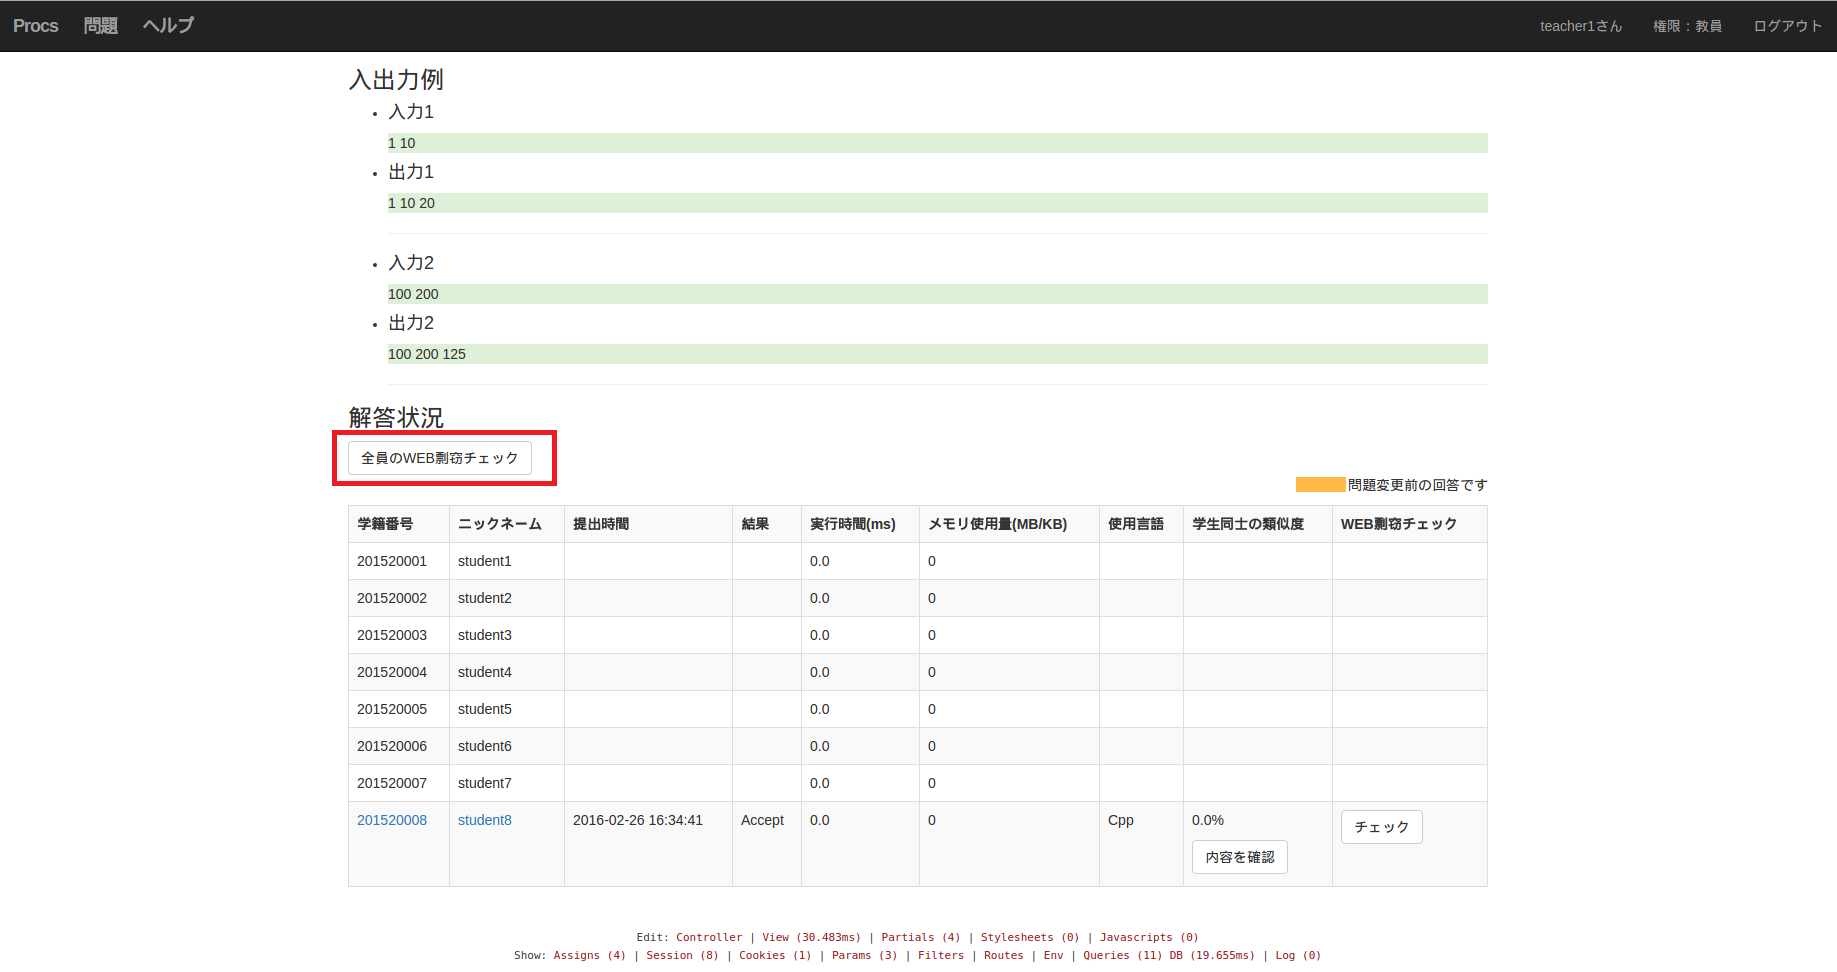 Procs 問題 ヘルプ teacher1さん 権限：教員 ログアウト
入出力例
入力1
1 10
出力1
1 10 20
入力2
100 200
出力2
100 200 125
解答状況
全員のWEB剽窃チェック
問題変更前の回答です
学籍番号 ニックネーム 提出時間 結果 実行時間(ms) メモリ使用量(MB/KB) 使用言語 学生同士の類似度 WEB剽窃チェック
201520001 student1 0.0 0
201520002 student2 0.0 0
201520003 student3 0.0 0
201520004 student4 0.0 0
201520005 student5 0.0 0
201520006 student6 0.0 0
201520007 student7 0.0 0
201520008 student8 2016-02-26 16:34:41 Accept 0.0 0 Cpp 0.0% チェック
内容を確認
Edit: Controller | View (30.483ms) | Partials (4) | Stylesheets (0) | Javascripts (0)
Show: Assigns (4) | Session (8) | Cookies (1) | Params (3) | Filters | Routes | Env | Queries (11) DB (19.655ms) | Log (0)